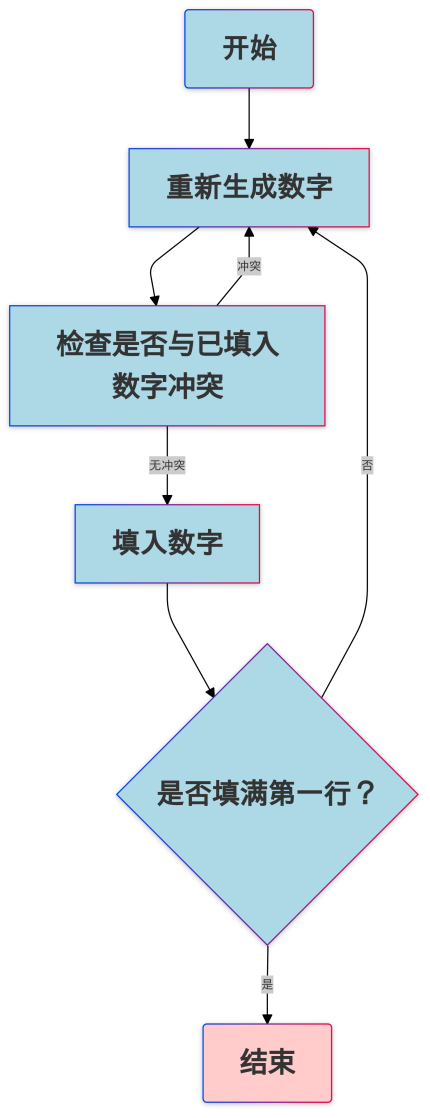 开始
重新生成数字
冲突
检查是否与已填入
数字冲突
无冲突
否
填入数字
是否填满第一行？
是
结束